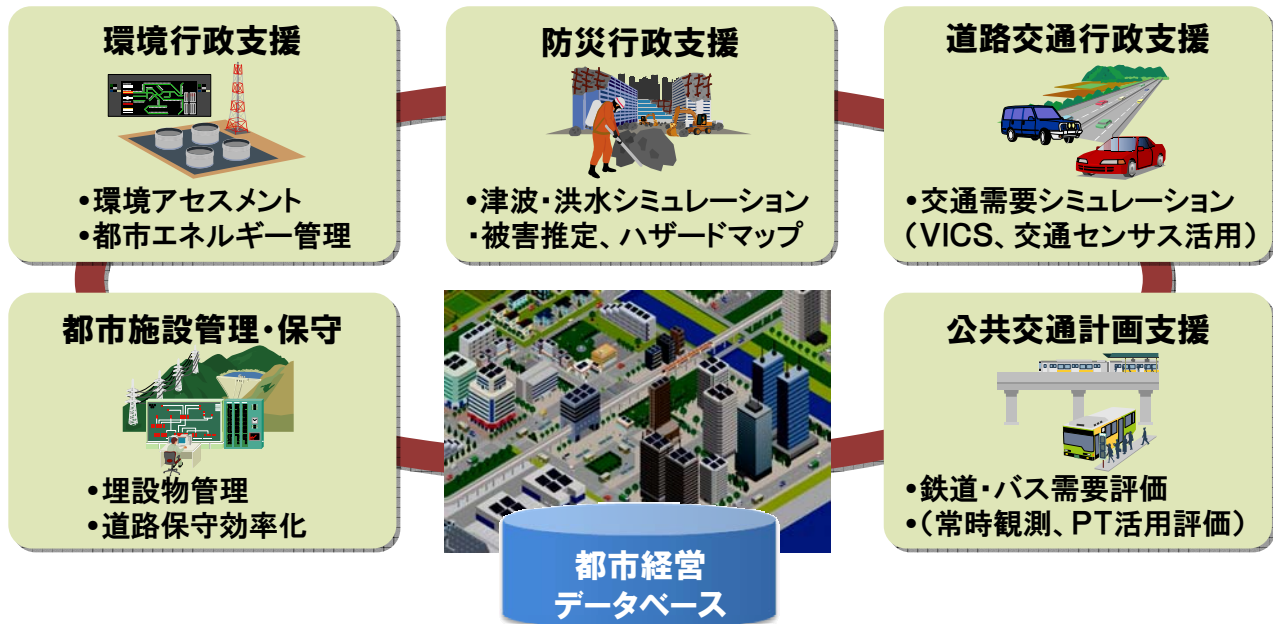 環境行政支援
•環境アセスメント
•都市エネルギー管理
防災行政支援
•津波・洪水シミュレーション
・被害推定、ハザードマップ
道路交通行政支援
•交通需要シミュレーション
（VICS、交通センサス活用）
都市施設管理・保守
•埋設物管理
•道路保守効率化
都市経営
データベース
公共交通計画支援
•鉄道・バス需要評価
•（常時観測、PT活用評価）